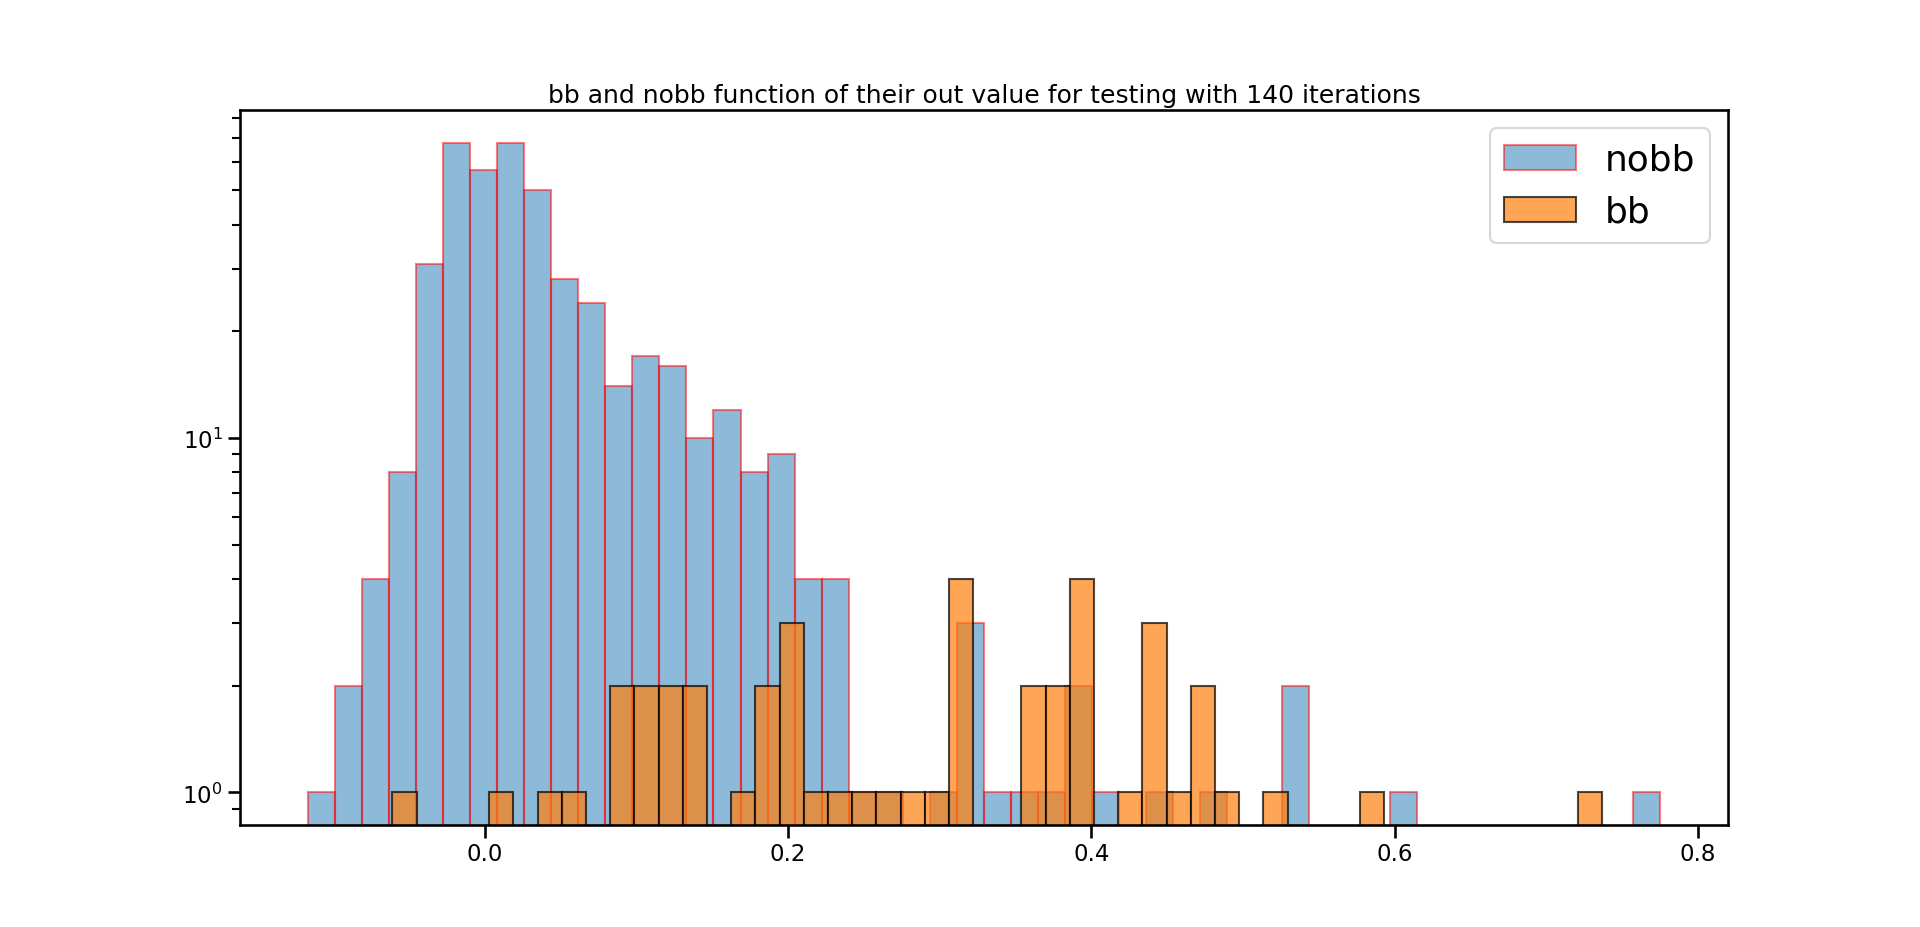 bb and nobb function of their out value for testing with 140 iterations
nobb
bb
10¹
10⁰
0.0 0.2 0.4 0.6 0.8